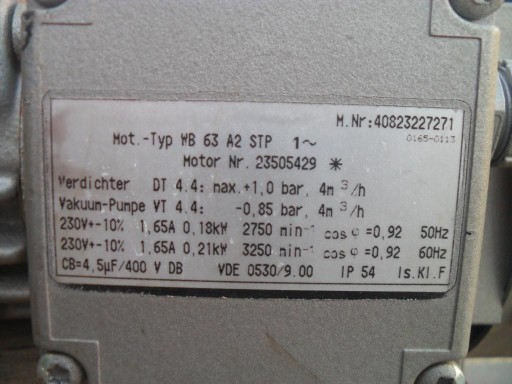 M.Nr:40823227271
0165-0113
Mot.-Typ WB 63 A2 STP 1~
Motor Nr. 23505429 *
Verdichter DT 4.4: max.+1,0 bar, 4m³/h
Vakuum-Pumpe VT 4.4: -0,85 bar, 4m³/h
230V+-10% 1,65A 0,18kW 2750 min⁻¹ cos φ =0,92 50Hz
230V+-10% 1,65A 0,21kW 3250 min⁻¹ cos φ =0,92 60Hz
CB=4,5µF/400 V DB VDE 0530/9.00 IP 54 Is.Kl.F